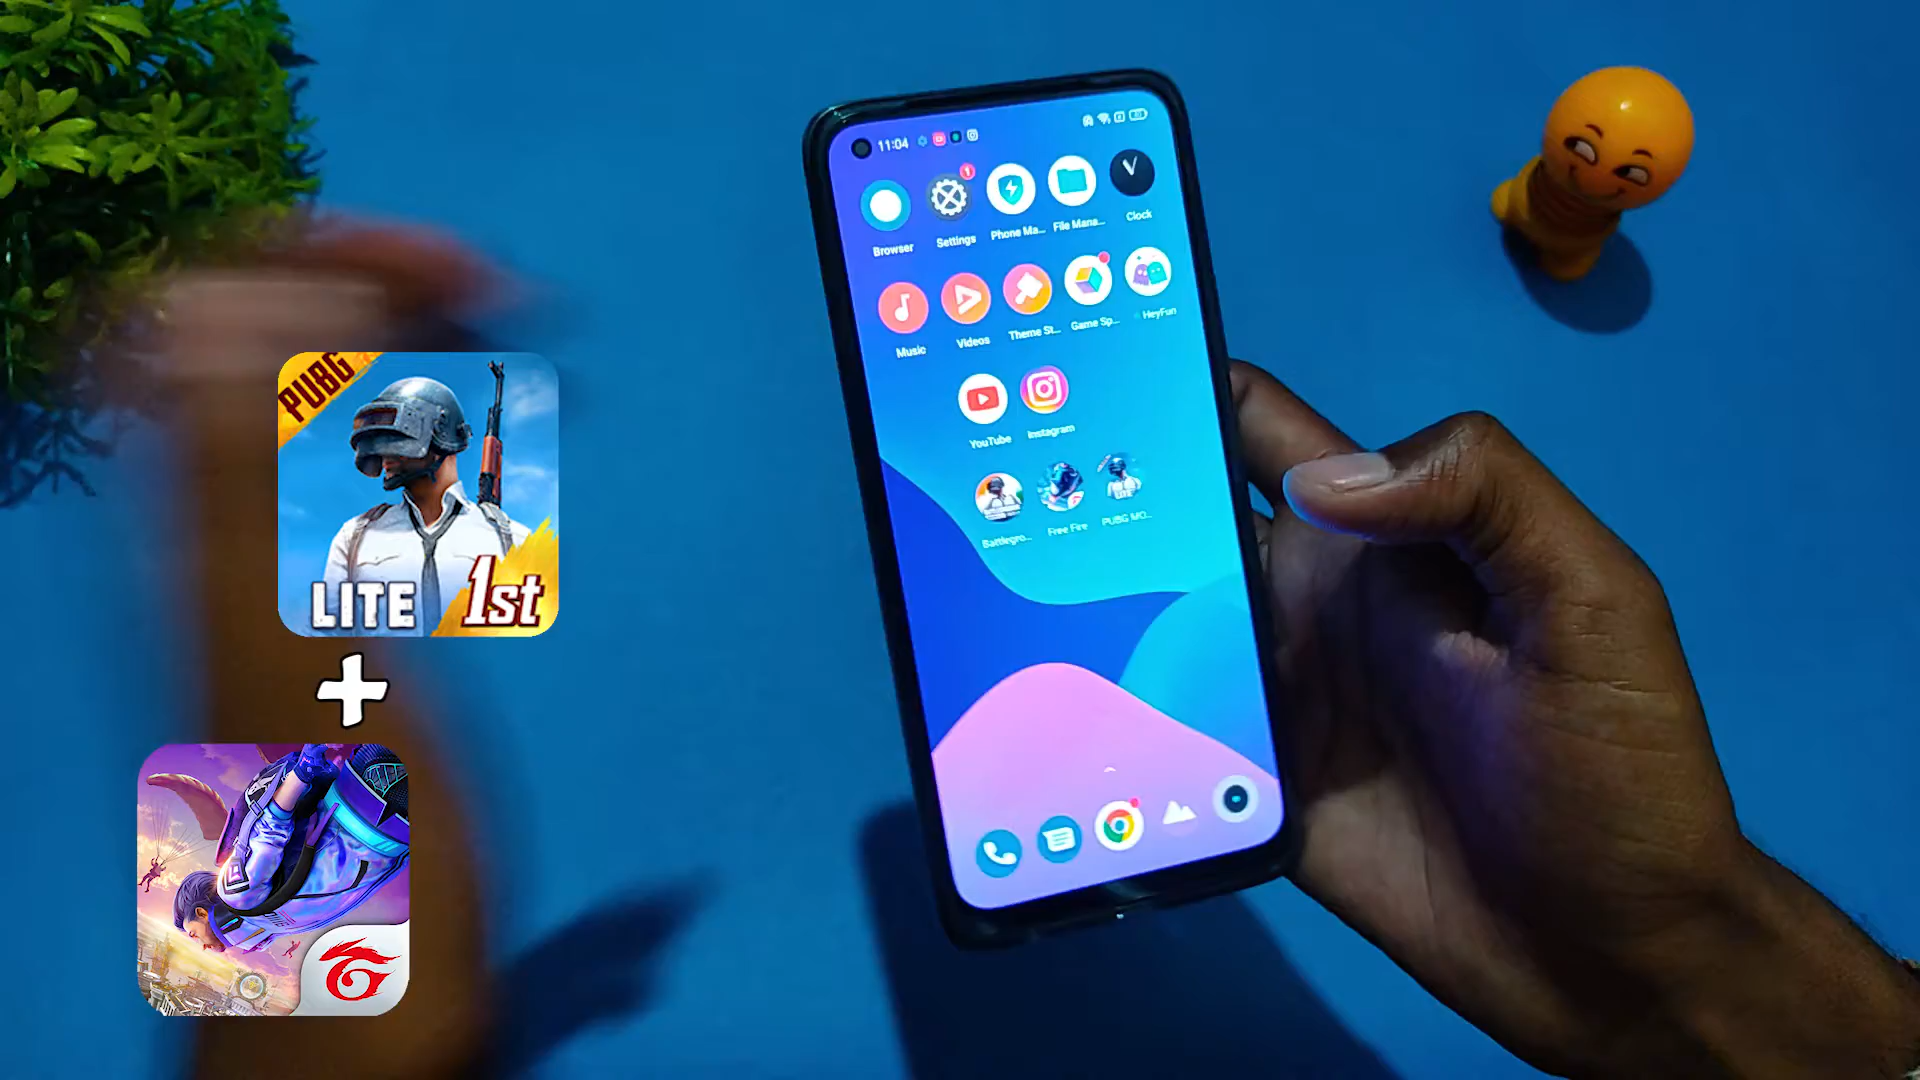 11:04
1
Browser
Settings
Phone Ma...
File Mana...
Clock
Music
Videos
Theme St...
Game Sp...
HeyFun
YouTube
Instagram
Battlegro...
Free Fire
PUBG MO...
PUBG
LITE
1st